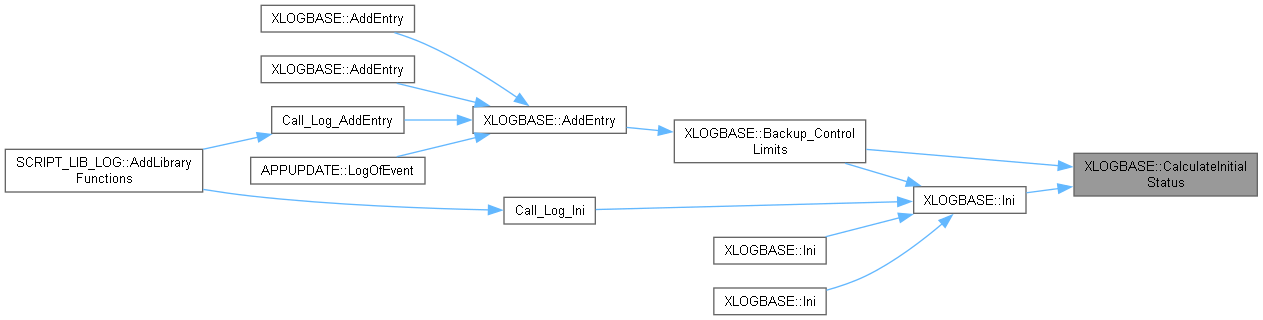 XLOGBASE::AddEntry
XLOGBASE::AddEntry
Call_Log_AddEntry
XLOGBASE::AddEntry
XLOGBASE::Backup_Control
Limits
SCRIPT_LIB_LOG::AddLibrary
Functions
APPUPDATE::LogOfEvent
XLOGBASE::CalculateInitial
Status
Call_Log_Ini
XLOGBASE::Ini
XLOGBASE::Ini
XLOGBASE::Ini